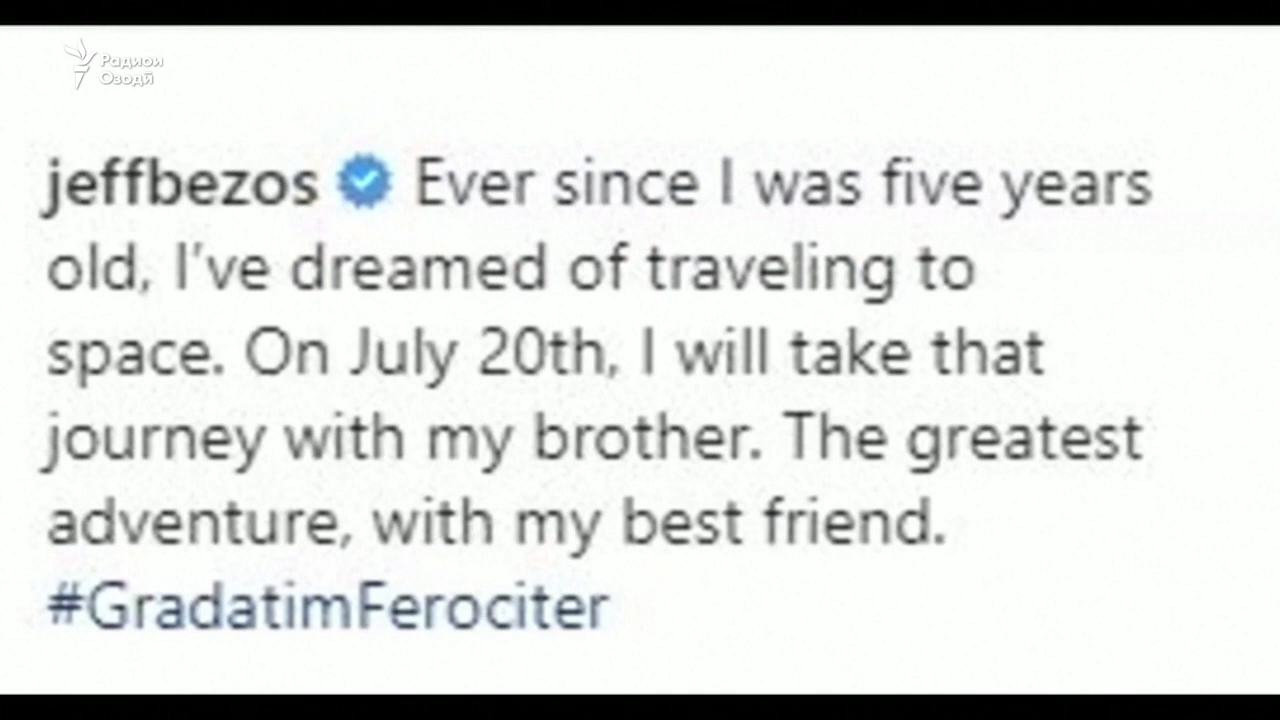 Радиои
Озодӣ
jeffbezos Ever since I was five years
old, I've dreamed of traveling to
space. On July 20th, I will take that
journey with my brother. The greatest
adventure, with my best friend.
#GradatimFerociter